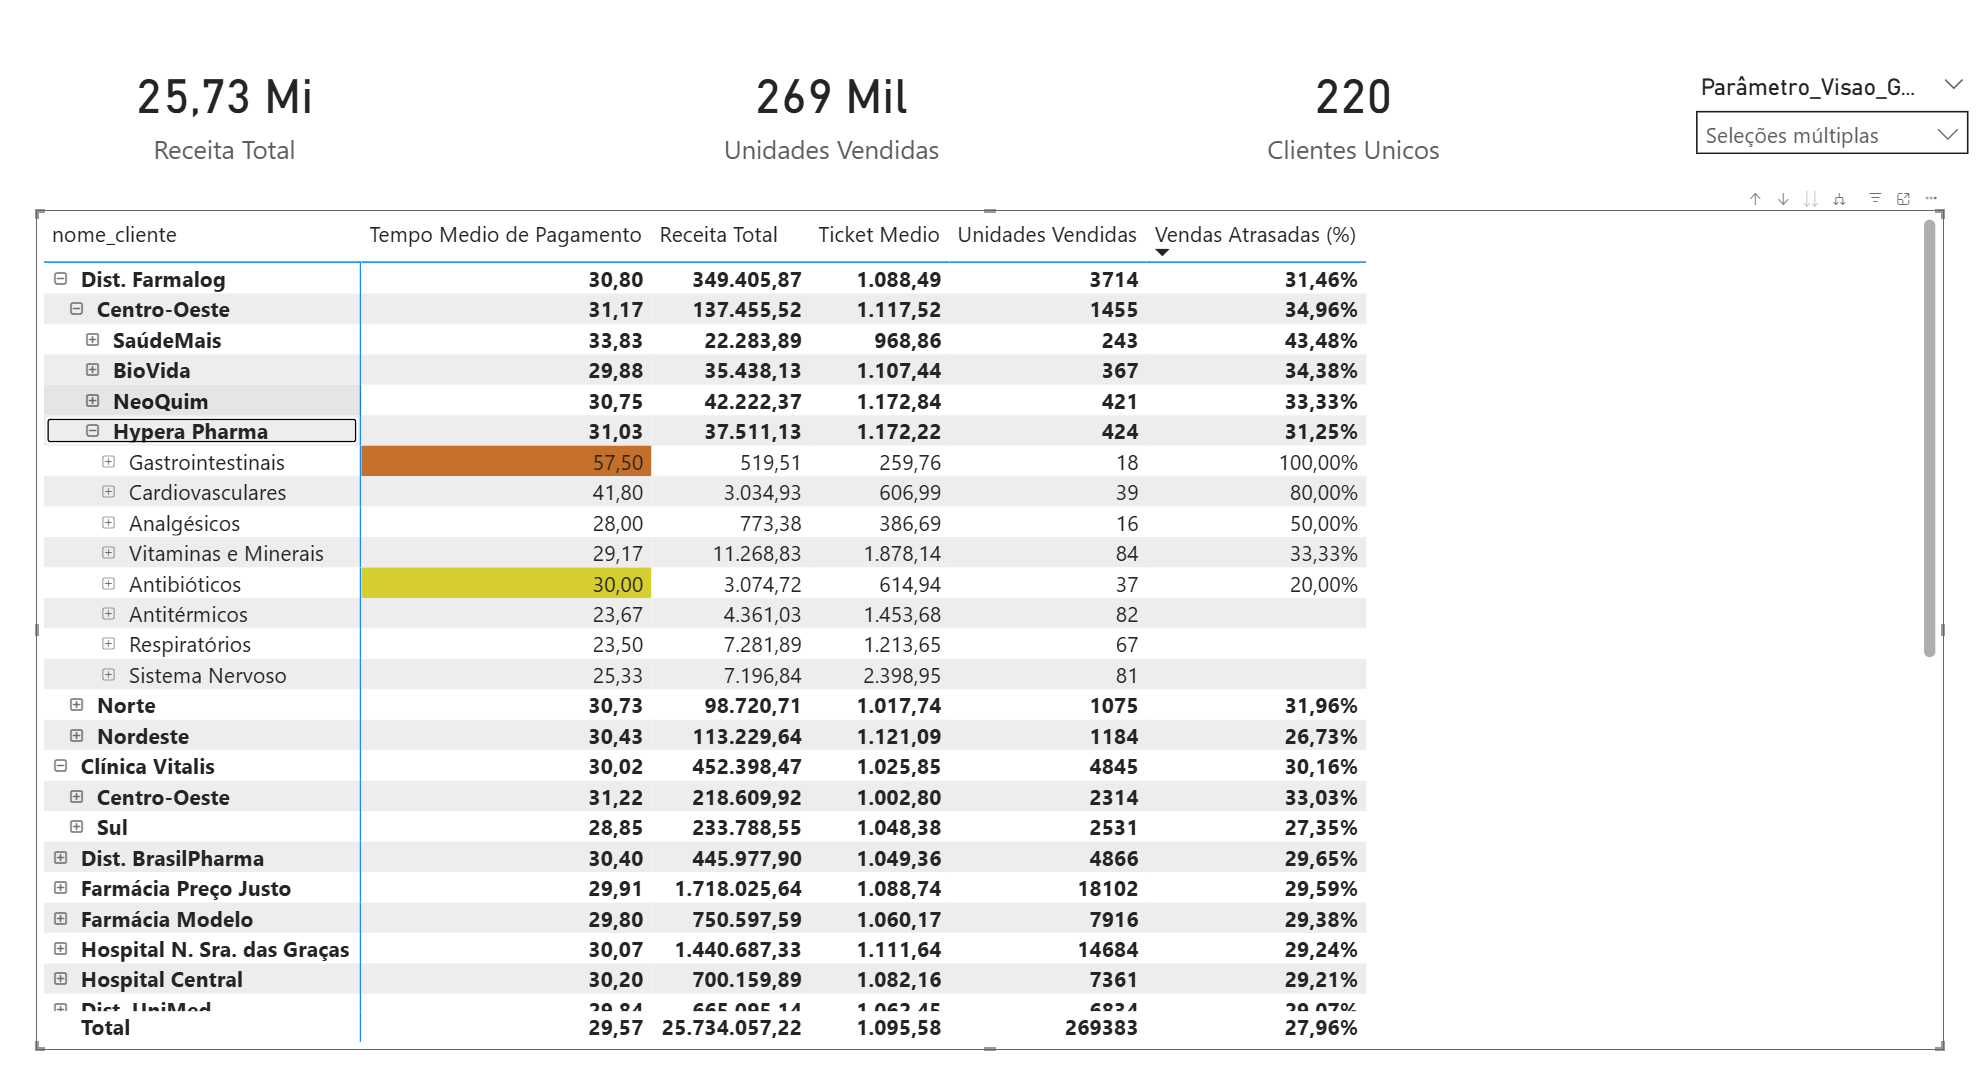 25,73 Mi
Receita Total
269 Mil
Unidades Vendidas
220
Clientes Unicos
Parâmetro_Visao_G...
Seleções múltiplas
nome_cliente Tempo Medio de Pagamento Receita Total Ticket Medio Unidades Vendidas Vendas Atrasadas (%)
Dist. Farmalog 30,80 349.405,87 1.088,49 3714 31,46%
Centro-Oeste 31,17 137.455,52 1.117,52 1455 34,96%
SaúdeMais 33,83 22.283,89 968,86 243 43,48%
BioVida 29,88 35.438,13 1.107,44 367 34,38%
NeoQuim 30,75 42.222,37 1.172,84 421 33,33%
Hypera Pharma 31,03 37.511,13 1.172,22 424 31,25%
Gastrointestinais 57,50 519,51 259,76 18 100,00%
Cardiovasculares 41,80 3.034,93 606,99 39 80,00%
Analgésicos 28,00 773,38 386,69 16 50,00%
Vitaminas e Minerais 29,17 11.268,83 1.878,14 84 33,33%
Antibióticos 30,00 3.074,72 614,94 37 20,00%
Antitérmicos 23,67 4.361,03 1.453,68 82
Respiratórios 23,50 7.281,89 1.213,65 67
Sistema Nervoso 25,33 7.196,84 2.398,95 81
Norte 30,73 98.720,71 1.017,74 1075 31,96%
Nordeste 30,43 113.229,64 1.121,09 1184 26,73%
Clínica Vitalis 30,02 452.398,47 1.025,85 4845 30,16%
Centro-Oeste 31,22 218.609,92 1.002,80 2314 33,03%
Sul 28,85 233.788,55 1.048,38 2531 27,35%
Dist. BrasilPharma 30,40 445.977,90 1.049,36 4866 29,65%
Farmácia Preço Justo 29,91 1.718.025,64 1.088,74 18102 29,59%
Farmácia Modelo 29,80 750.597,59 1.060,17 7916 29,38%
Hospital N. Sra. das Graças 30,07 1.440.687,33 1.111,64 14684 29,24%
Hospital Central 30,20 700.159,89 1.082,16 7361 29,21%
Dist. UniMed 29,84 665.095,14 1.062,45 6834 29,07%
Total 29,57 25.734.057,22 1.095,58 269383 27,96%